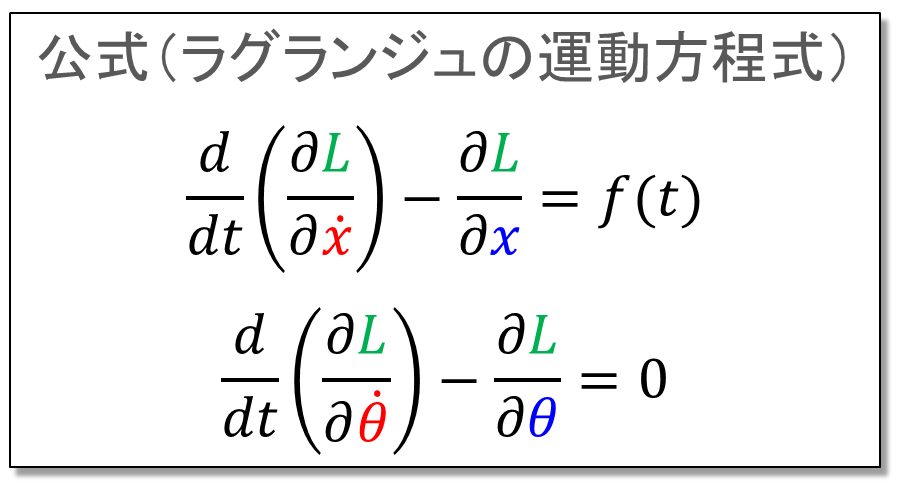 公式（ラグランジュの運動方程式）
d/dt(∂L/∂ẋ) − ∂L/∂x = f(t)
d/dt(∂L/∂θ̇) − ∂L/∂θ = 0